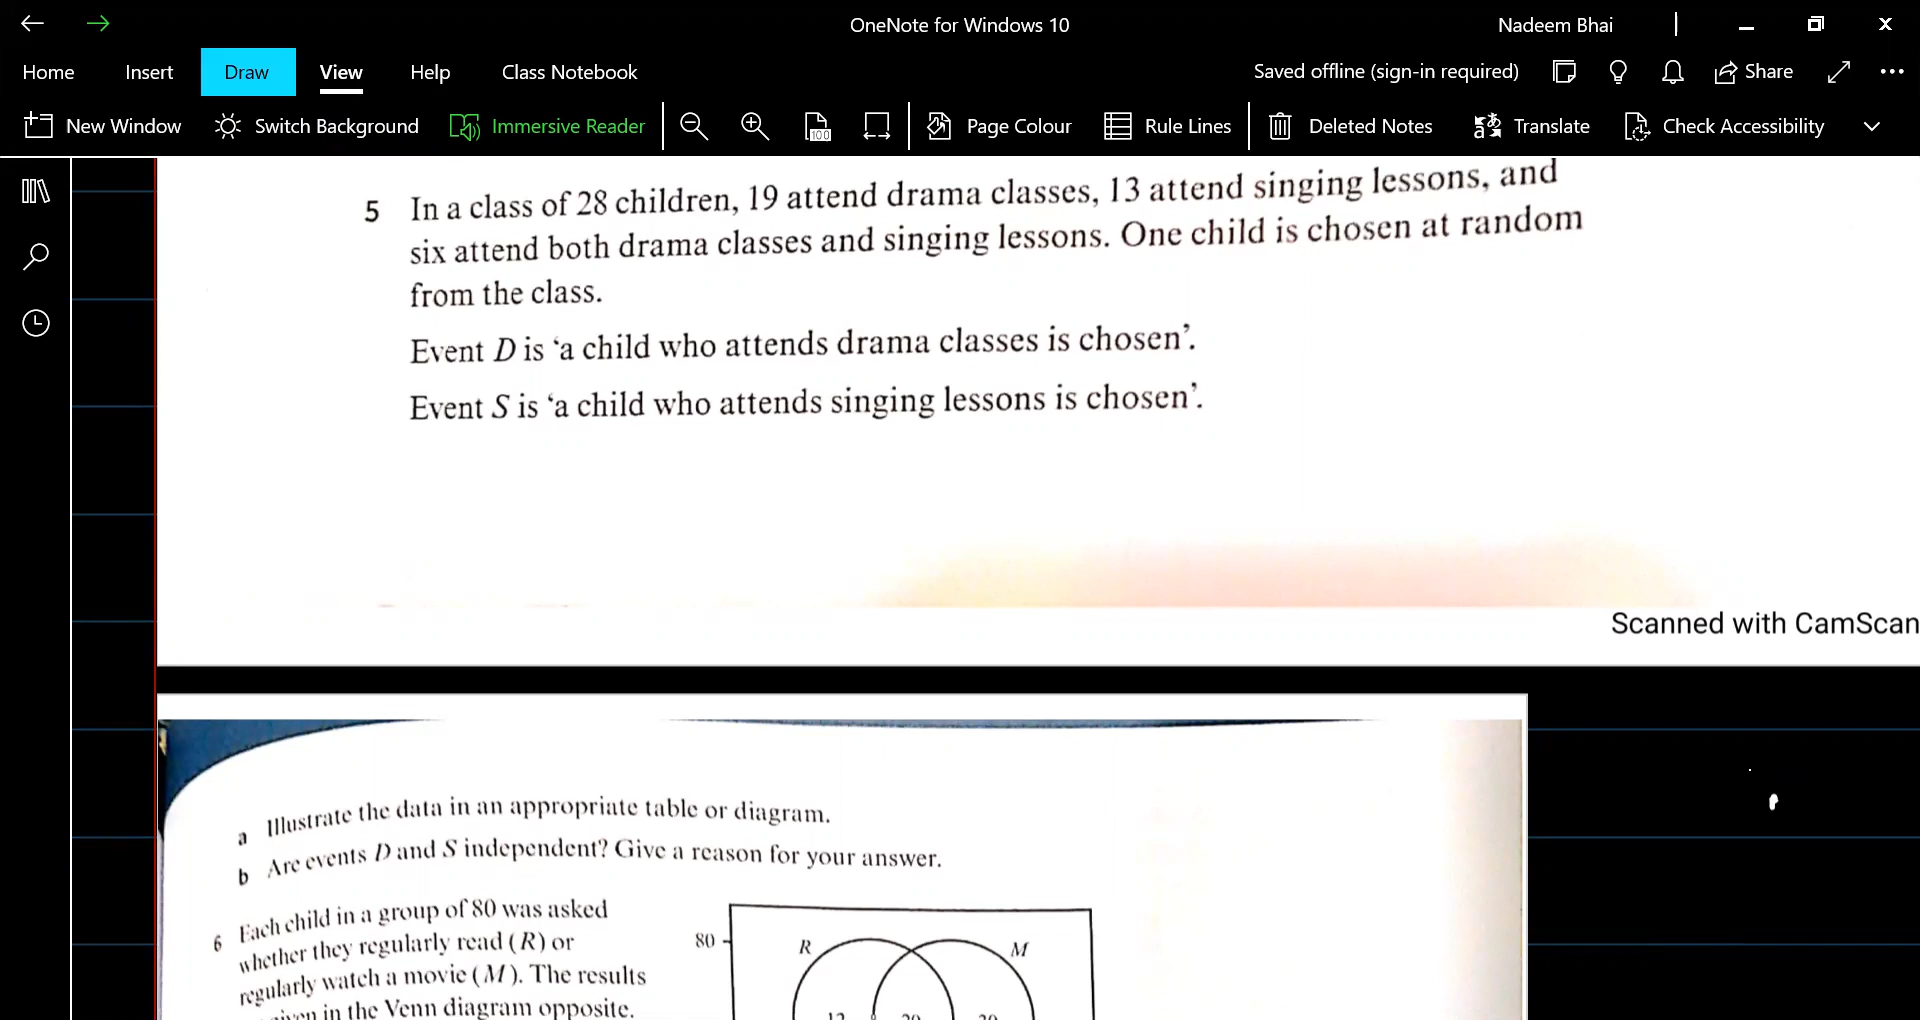 OneNote for Windows 10
Nadeem Bhai
Home Insert Draw View Help Class Notebook
Saved offline (sign-in required) Share
New Window Switch Background Immersive Reader 100 Page Colour Rule Lines Deleted Notes Translate Check Accessibility
5 In a class of 28 children, 19 attend drama classes, 13 attend singing lessons, and
six attend both drama classes and singing lessons. One child is chosen at random
from the class.
Event D is ‘a child who attends drama classes is chosen’.
Event S is ‘a child who attends singing lessons is chosen’.
Scanned with CamScan
a Illustrate the data in an appropriate table or diagram.
b Are events D and S independent? Give a reason for your answer.
6 Each child in a group of 80 was asked
whether they regularly read (R) or
regularly watch a movie (M). The results
in the Venn diagram opposite.
80
R M